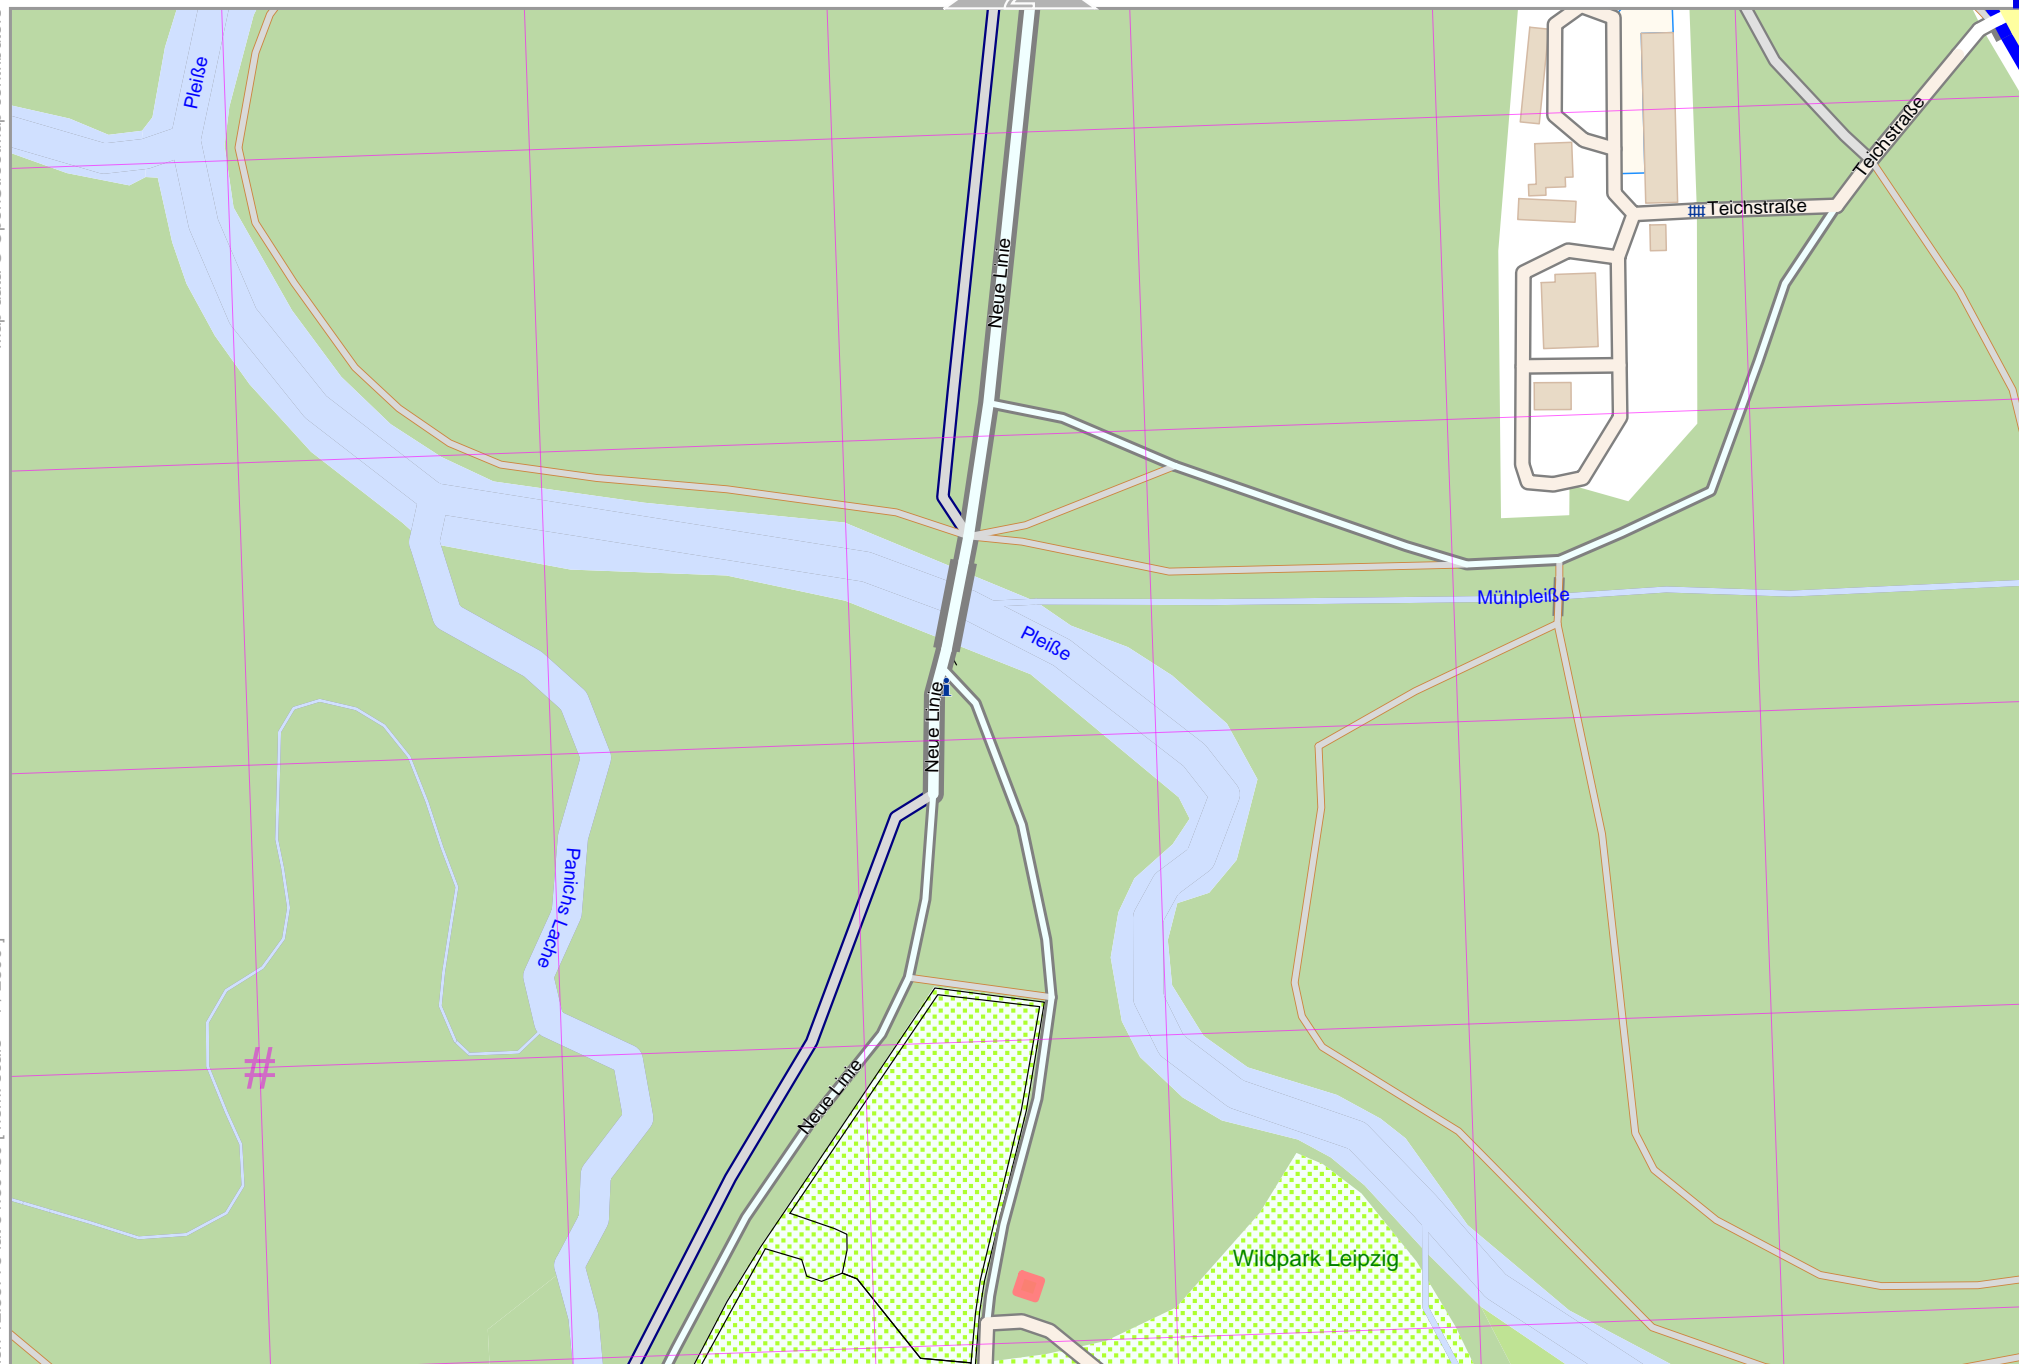 Pleiße
Teichstraße
Teichstraße
Neue Linie
Mühlpleiße
Pleiße
Neue Linie
Panichs Lache
#
Neue Linie
Wildpark Leipzig